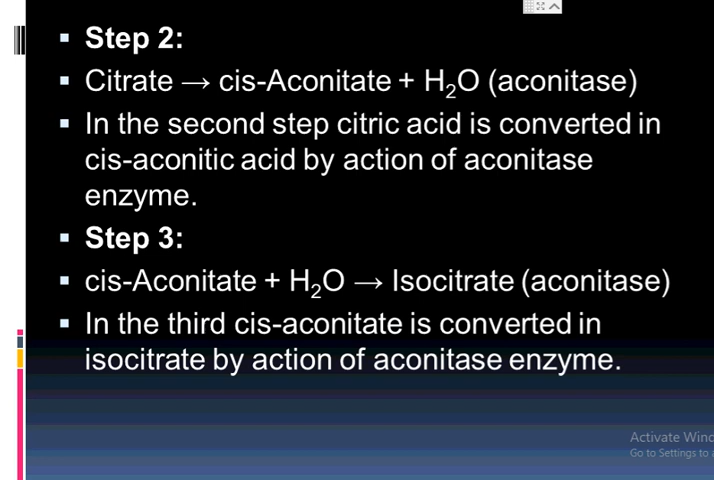 Step 2:
Citrate → cis-Aconitate + H₂O (aconitase)
In the second step citric acid is converted in
cis-aconitic acid by action of aconitase
enzyme.
Step 3:
cis-Aconitate + H₂O → Isocitrate (aconitase)
In the third cis-aconitate is converted in
isocitrate by action of aconitase enzyme.
Activate Winc
Go to Settings to